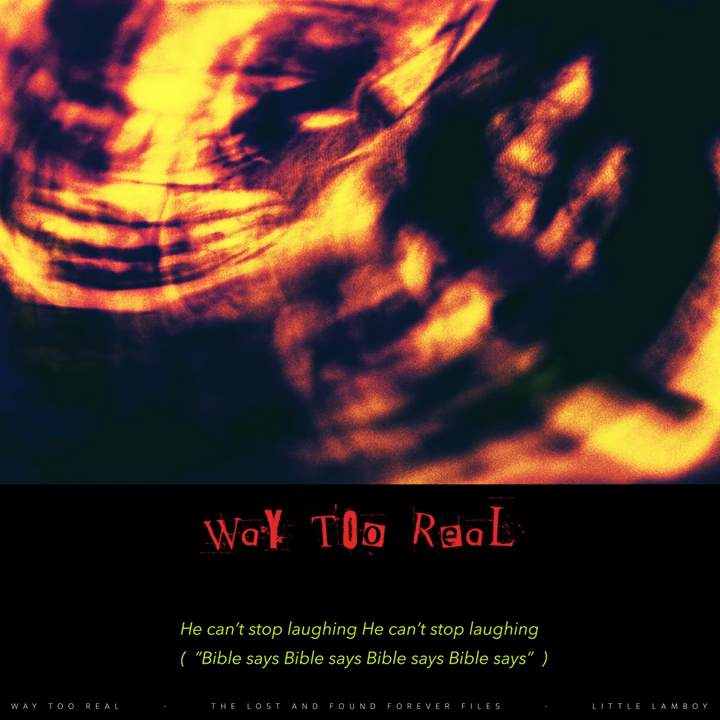 WaY TOo ReaL
He can't stop laughing He can't stop laughing
( "Bible says Bible says Bible says Bible says" )
WAY TOO REAL - THE LOST AND FOUND FOREVER FILES - LITTLE LAMBOY